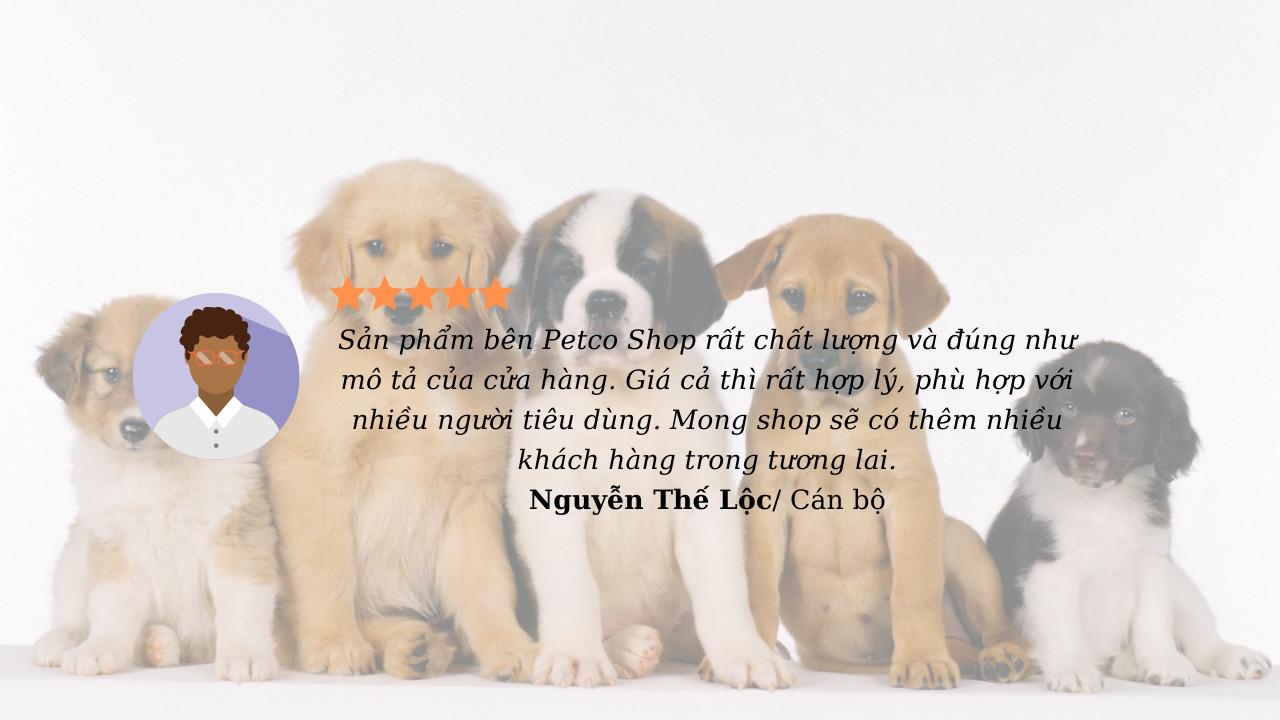 Sản phẩm bên Petco Shop rất chất lượng và đúng như
mô tả của cửa hàng. Giá cả thì rất hợp lý, phù hợp với
nhiều người tiêu dùng. Mong shop sẽ có thêm nhiều
khách hàng trong tương lai.
Nguyễn Thế Lộc/ Cán bộ